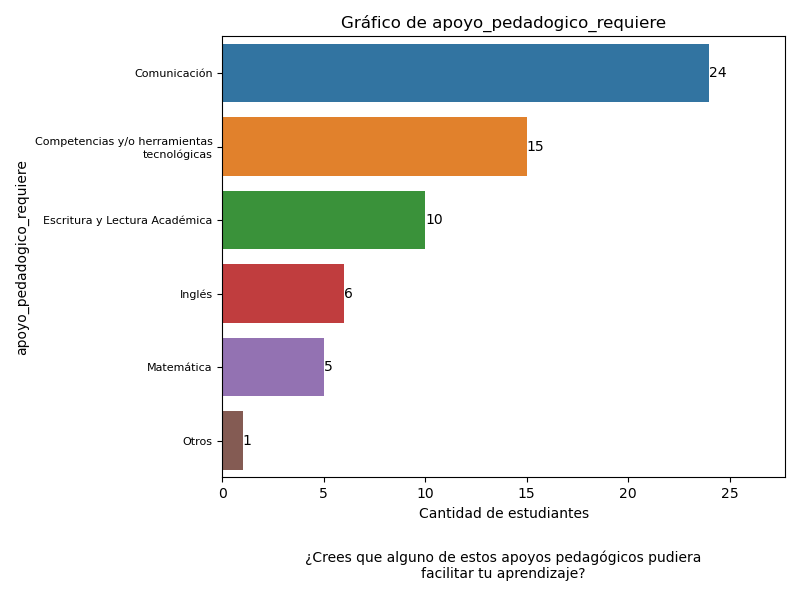 Gráfico de apoyo_pedadogico_requiere
Comunicación
24
Competencias y/o herramientas
tecnológicas
15
Escritura y Lectura Académica
10
Inglés
6
Matemática
5
Otros
1
apoyo_pedadogico_requiere
0 5 10 15 20 25
Cantidad de estudiantes
¿Crees que alguno de estos apoyos pedagógicos pudiera
facilitar tu aprendizaje?